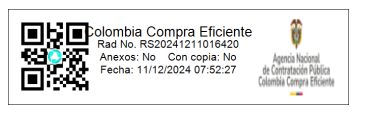 Colombia Compra Eficiente
Rad No. RS20241211016420
Anexos: No Con copia: No
Fecha: 11/12/2024 07:52:27
Agencia Nacional
de Contratación Pública
Colombia Compra Eficiente